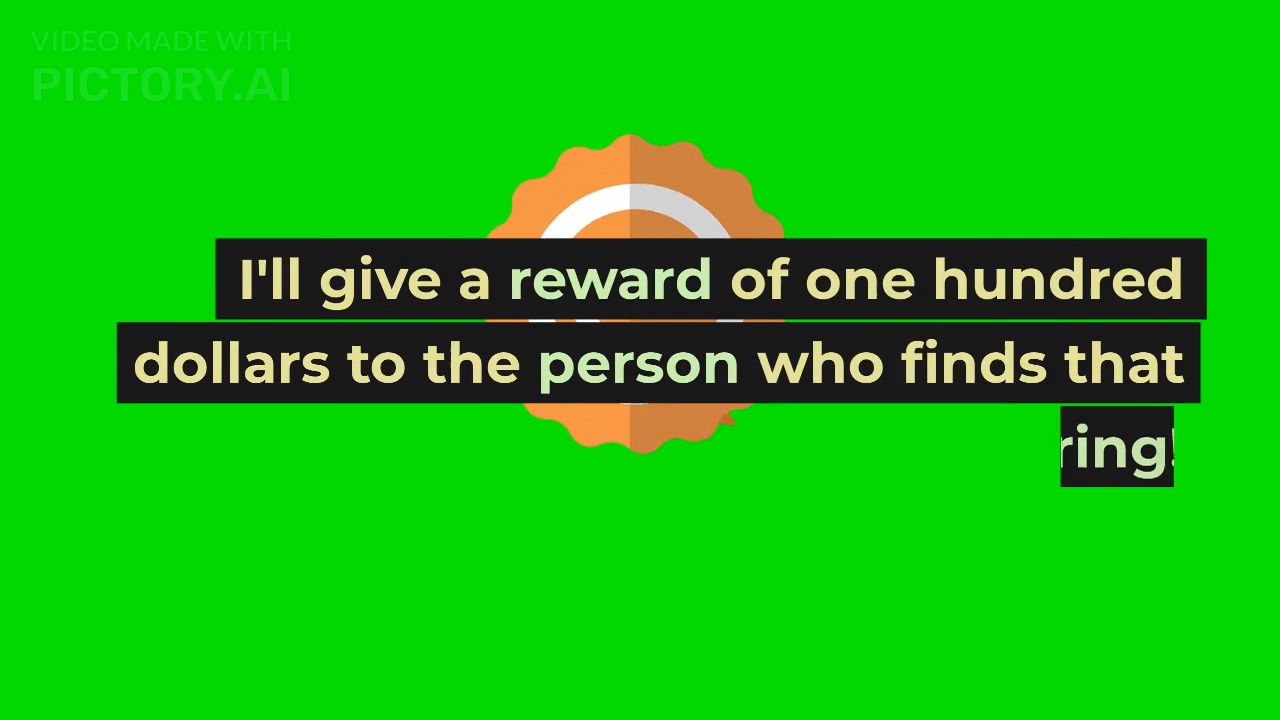 VIDEO MADE WITH
PICTORY.AI
I'll give a reward of one hundred
dollars to the person who finds that
ring!